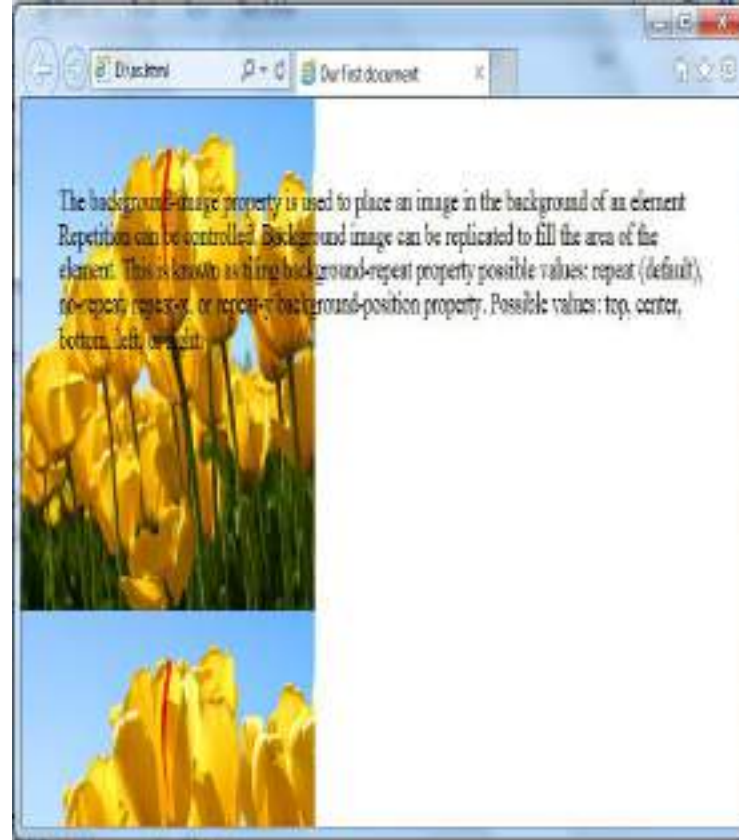 Our first document
The background-image property is used to place an image in the background of an element
Repetition can be controlled. Background image can be replicated to fill the area of the
element. This is known as tiling background-repeat property possible values: repeat (default),
no-repeat, repeat-x, or repeat-y background-position property. Possible values: top, center,
bottom, left, or right.